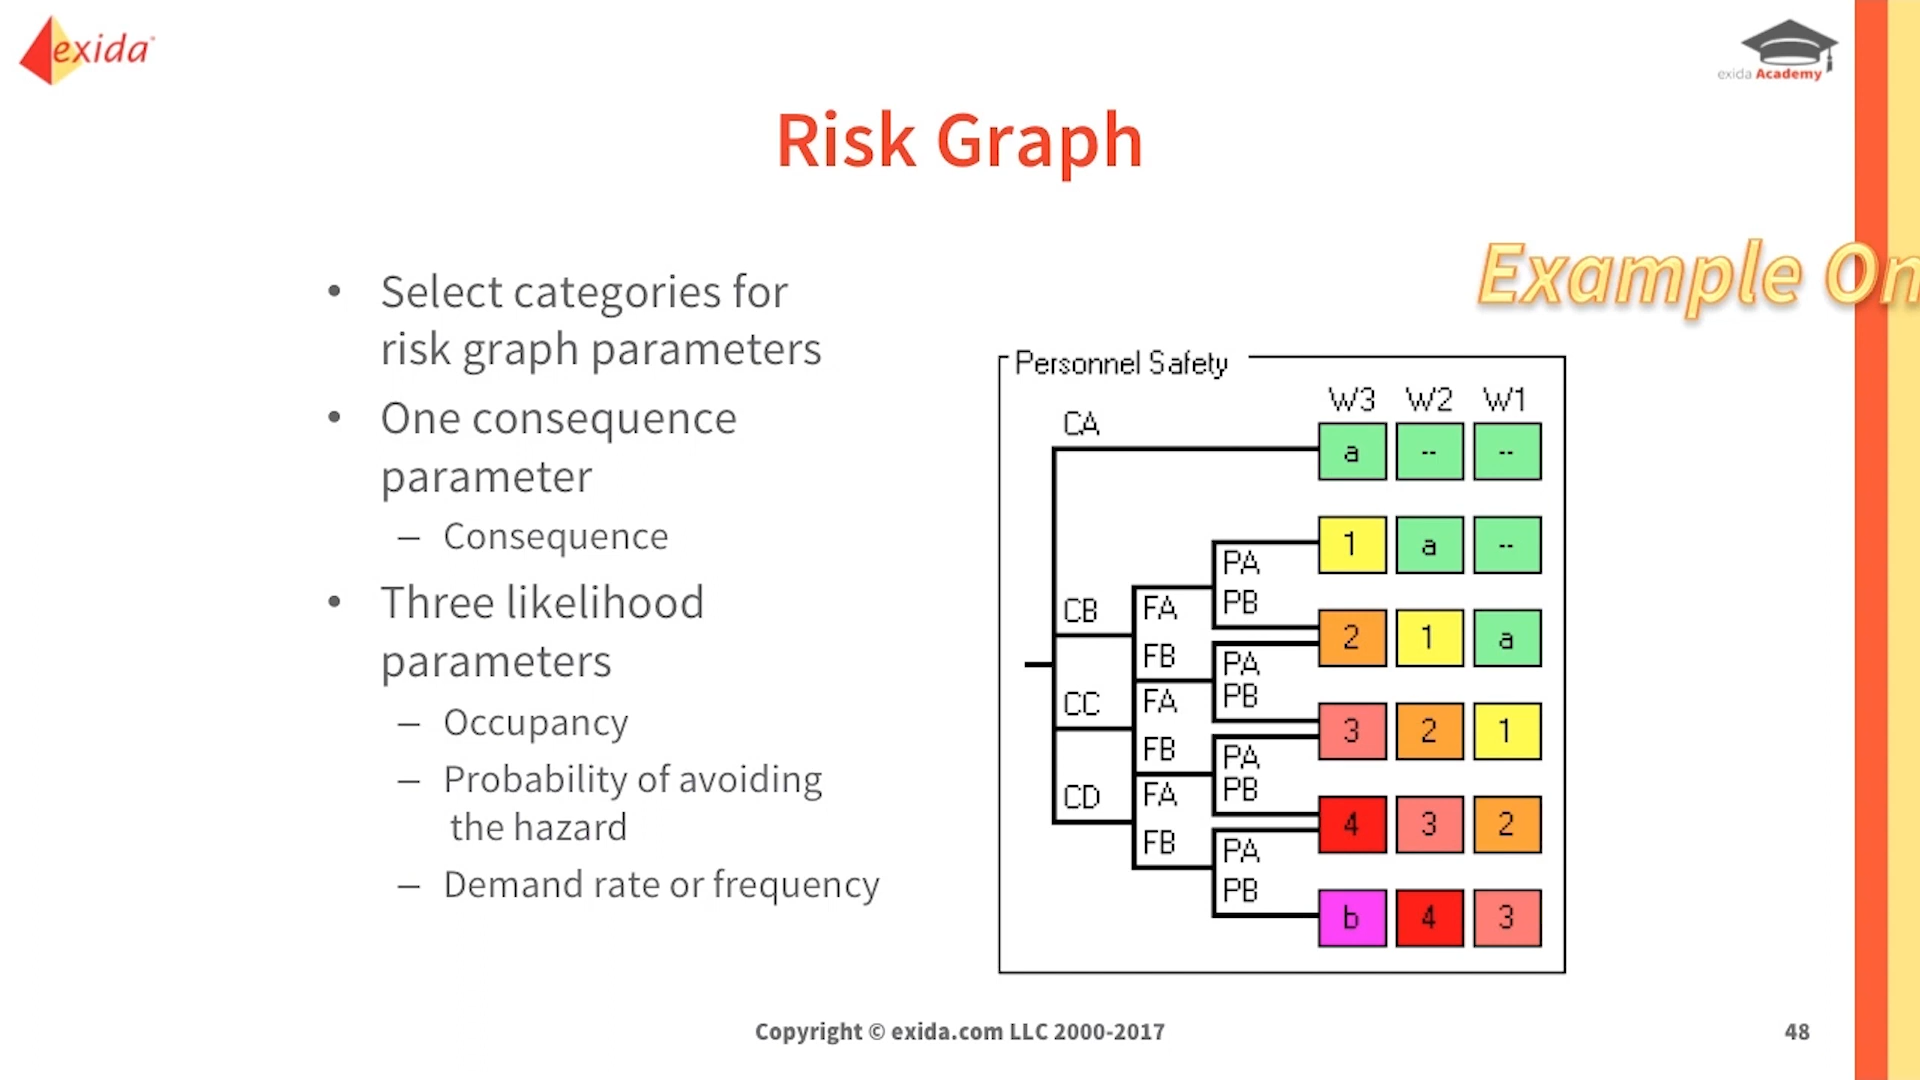 exida
exida Academy
Risk Graph
Example On
• Select categories for
risk graph parameters
• One consequence
parameter
– Consequence
• Three likelihood
parameters
– Occupancy
– Probability of avoiding
the hazard
– Demand rate or frequency
Personnel Safety
W3 W2 W1
CA
a -- --
PA
1 a --
PB
CB FA
2 1 a
FB PA
PB
CC FA
3 2 1
FB PA
PB
CD FA
4 3 2
FB PA
PB
b 4 3
Copyright © exida.com LLC 2000-2017
48